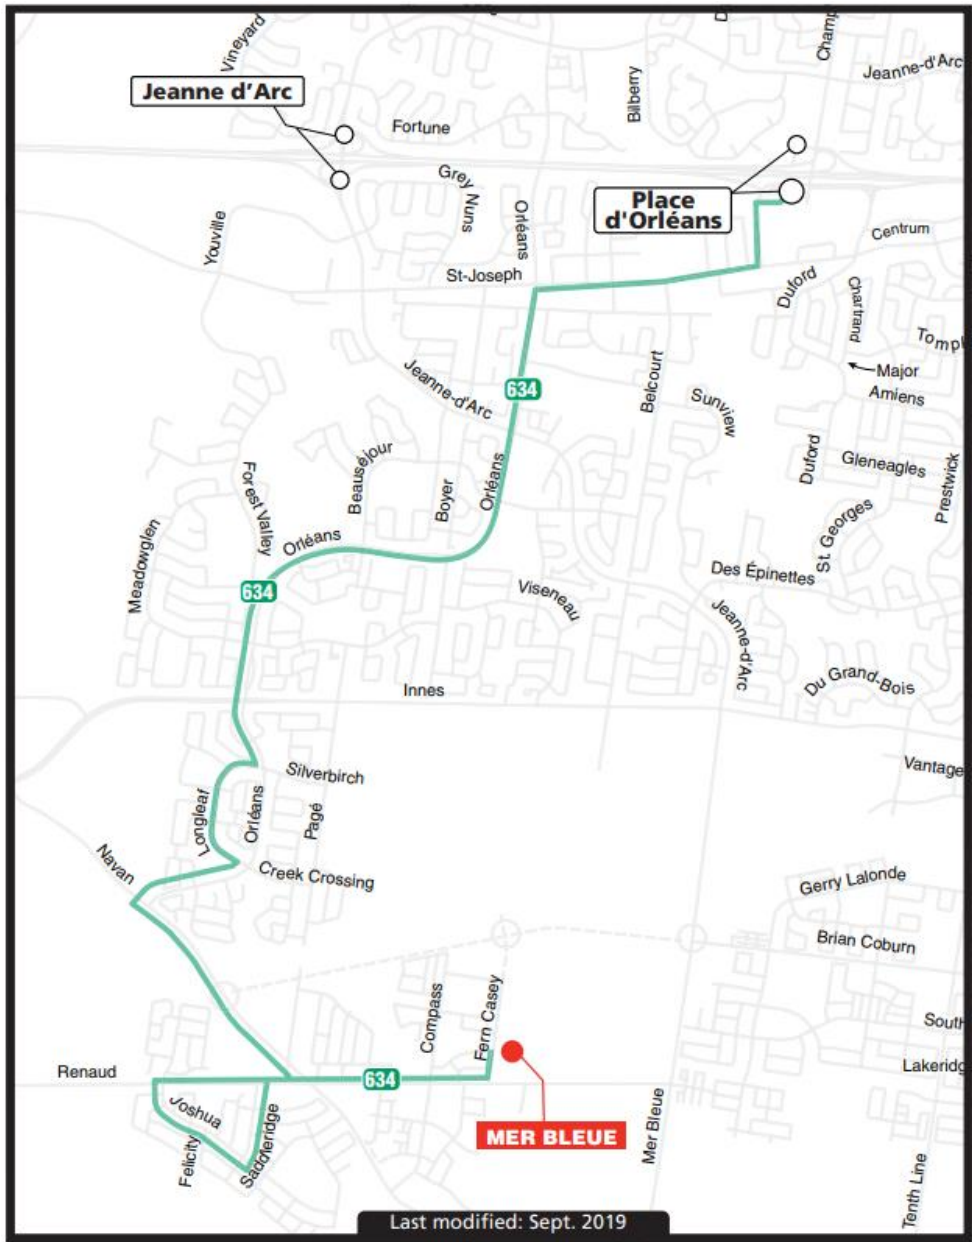 Vineyard
Champ
Jeanne-d'Arc
Jeanne d'Arc
Bilberry
Fortune
Grey Nuns
Place
d'Orléans
Orléans
Youville
Centrum
St-Joseph
Duford
Chartrand
Major
Amiens
Jeanne-d'Arc
634
Belcourt
Sunview
Beauséjour
Orléans
Boyer
Duford
Gleneagles
Prestwick
Forest Valley
Orléans
St. Georges
Meadowglen
634
Viseneau
Des Épinettes
Jeanne-d'Arc
Du Grand-Bois
Innes
Vantage
Silverbirch
Longleaf
Orléans
Pagé
Navan
Creek Crossing
Gerry Lalonde
Brian Coburn
Compass
Fern Casey
South
Renaud
634
Lakeridg
Joshua
Felicity
Saddleridge
MER BLEUE
Mer Bleue
Tenth Line
Last modified: Sept. 2019